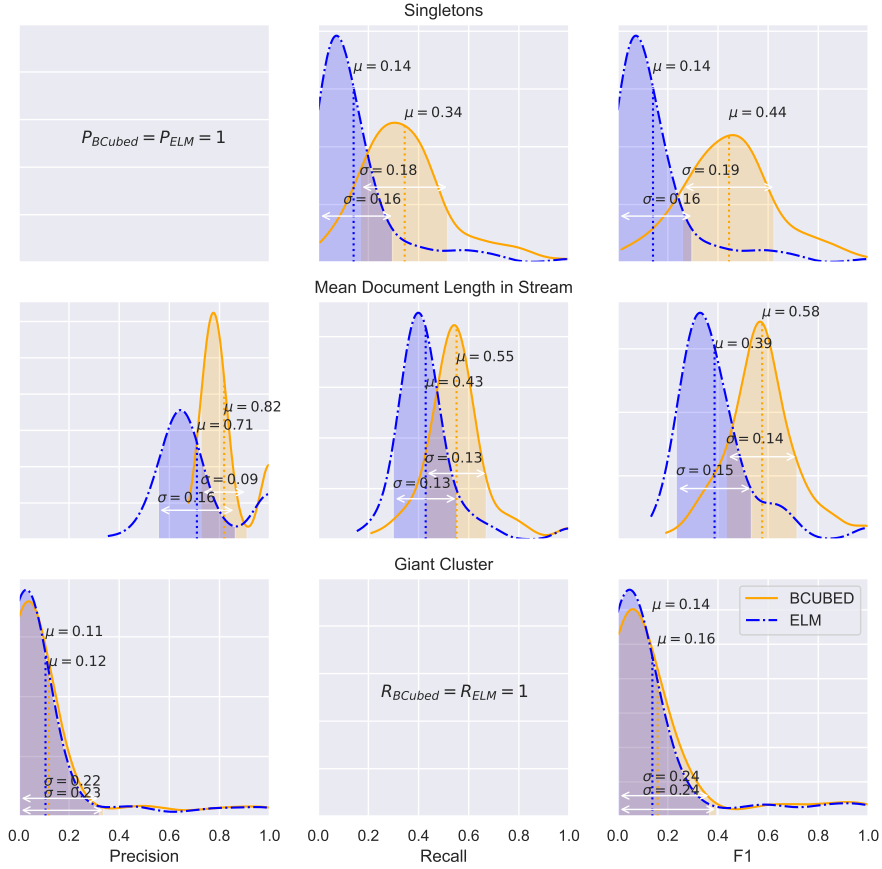 Singletons
P_BCubed = P_ELM = 1
μ = 0.14
μ = 0.34
σ = 0.18
σ = 0.16
μ = 0.14
μ = 0.44
σ = 0.19
σ = 0.16
Mean Document Length in Stream
μ = 0.82
μ = 0.71
σ = 0.09
σ = 0.16
μ = 0.55
μ = 0.43
σ = 0.13
σ = 0.13
μ = 0.58
μ = 0.39
σ = 0.14
σ = 0.15
Giant Cluster
μ = 0.11
μ = 0.12
σ = 0.22
σ = 0.23
R_BCubed = R_ELM = 1
BCUBED
ELM
μ = 0.14
μ = 0.16
σ = 0.24
σ = 0.24
0.0 0.2 0.4 0.6 0.8 1.0
0.0 0.2 0.4 0.6 0.8 1.0
0.0 0.2 0.4 0.6 0.8 1.0
Precision
Recall
F1